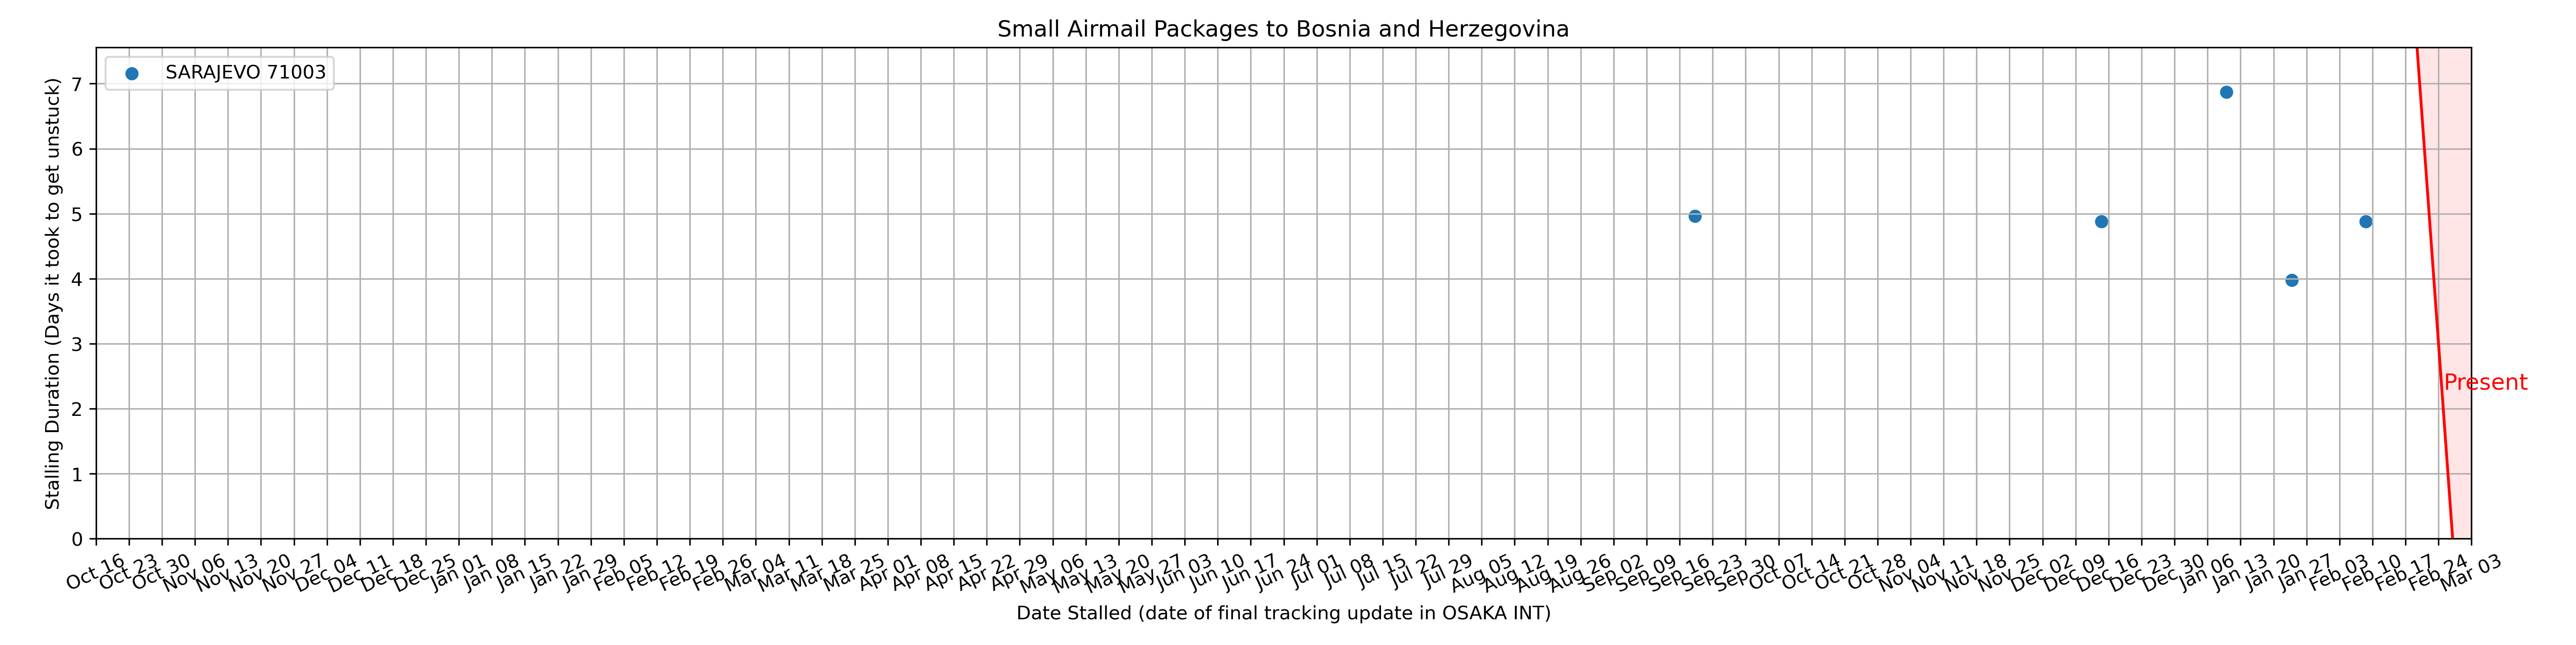 Small Airmail Packages to Bosnia and Herzegovina
SARAJEVO 71003
Stalling Duration (Days it took to get unstuck)
7
6
5
4
3
2
1
0
Present
Oct 16
Oct 23
Oct 30
Nov 06
Nov 13
Nov 20
Nov 27
Dec 04
Dec 11
Dec 18
Dec 25
Jan 01
Jan 08
Jan 15
Jan 22
Jan 29
Feb 05
Feb 12
Feb 19
Feb 26
Mar 04
Mar 11
Mar 18
Mar 25
Apr 01
Apr 08
Apr 15
Apr 22
Apr 29
May 06
May 13
May 20
May 27
Jun 03
Jun 10
Jun 17
Jun 24
Jul 01
Jul 08
Jul 15
Jul 22
Jul 29
Aug 05
Aug 12
Aug 19
Aug 26
Sep 02
Sep 09
Sep 16
Sep 23
Sep 30
Oct 07
Oct 14
Oct 21
Oct 28
Nov 04
Nov 11
Nov 18
Nov 25
Dec 02
Dec 09
Dec 16
Dec 23
Dec 30
Jan 06
Jan 13
Jan 20
Jan 27
Feb 03
Feb 10
Feb 17
Feb 24
Mar 03
Date Stalled (date of final tracking update in OSAKA INT)